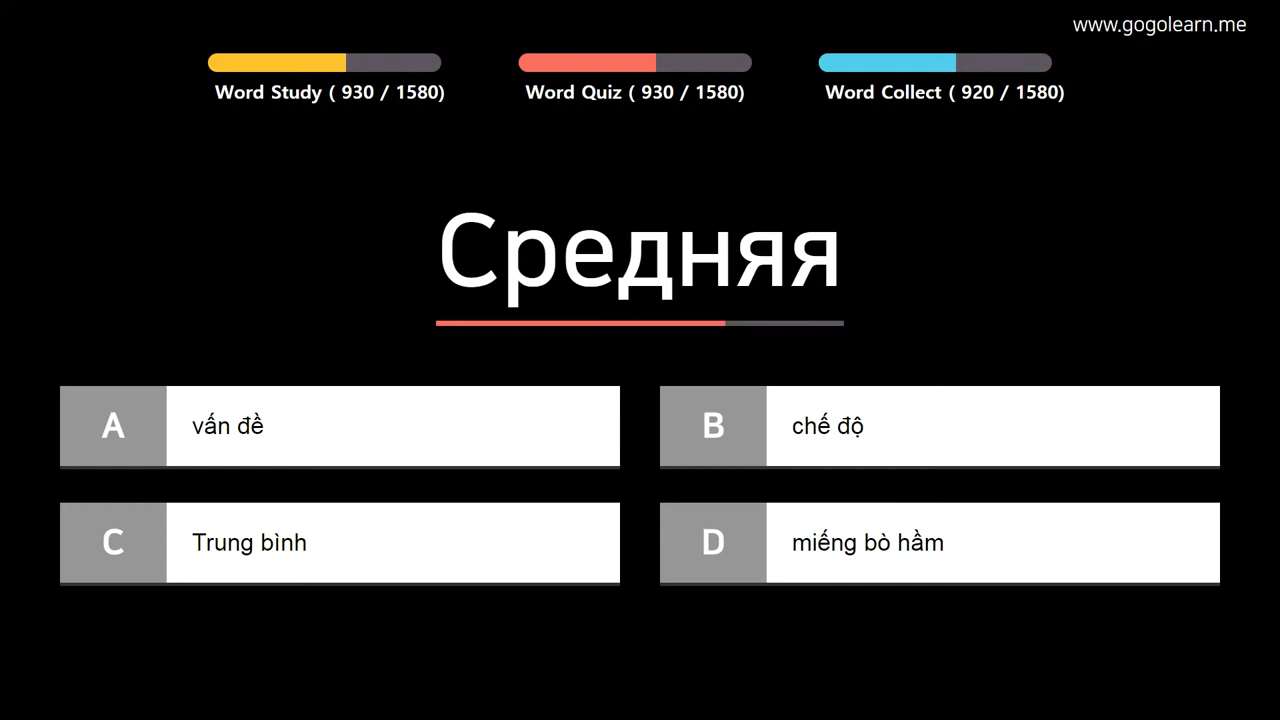 www.gogolearn.me
Word Study ( 930 / 1580)
Word Quiz ( 930 / 1580)
Word Collect ( 920 / 1580)
Средняя
A vấn đề
B chế độ
C Trung bình
D miếng bò hầm